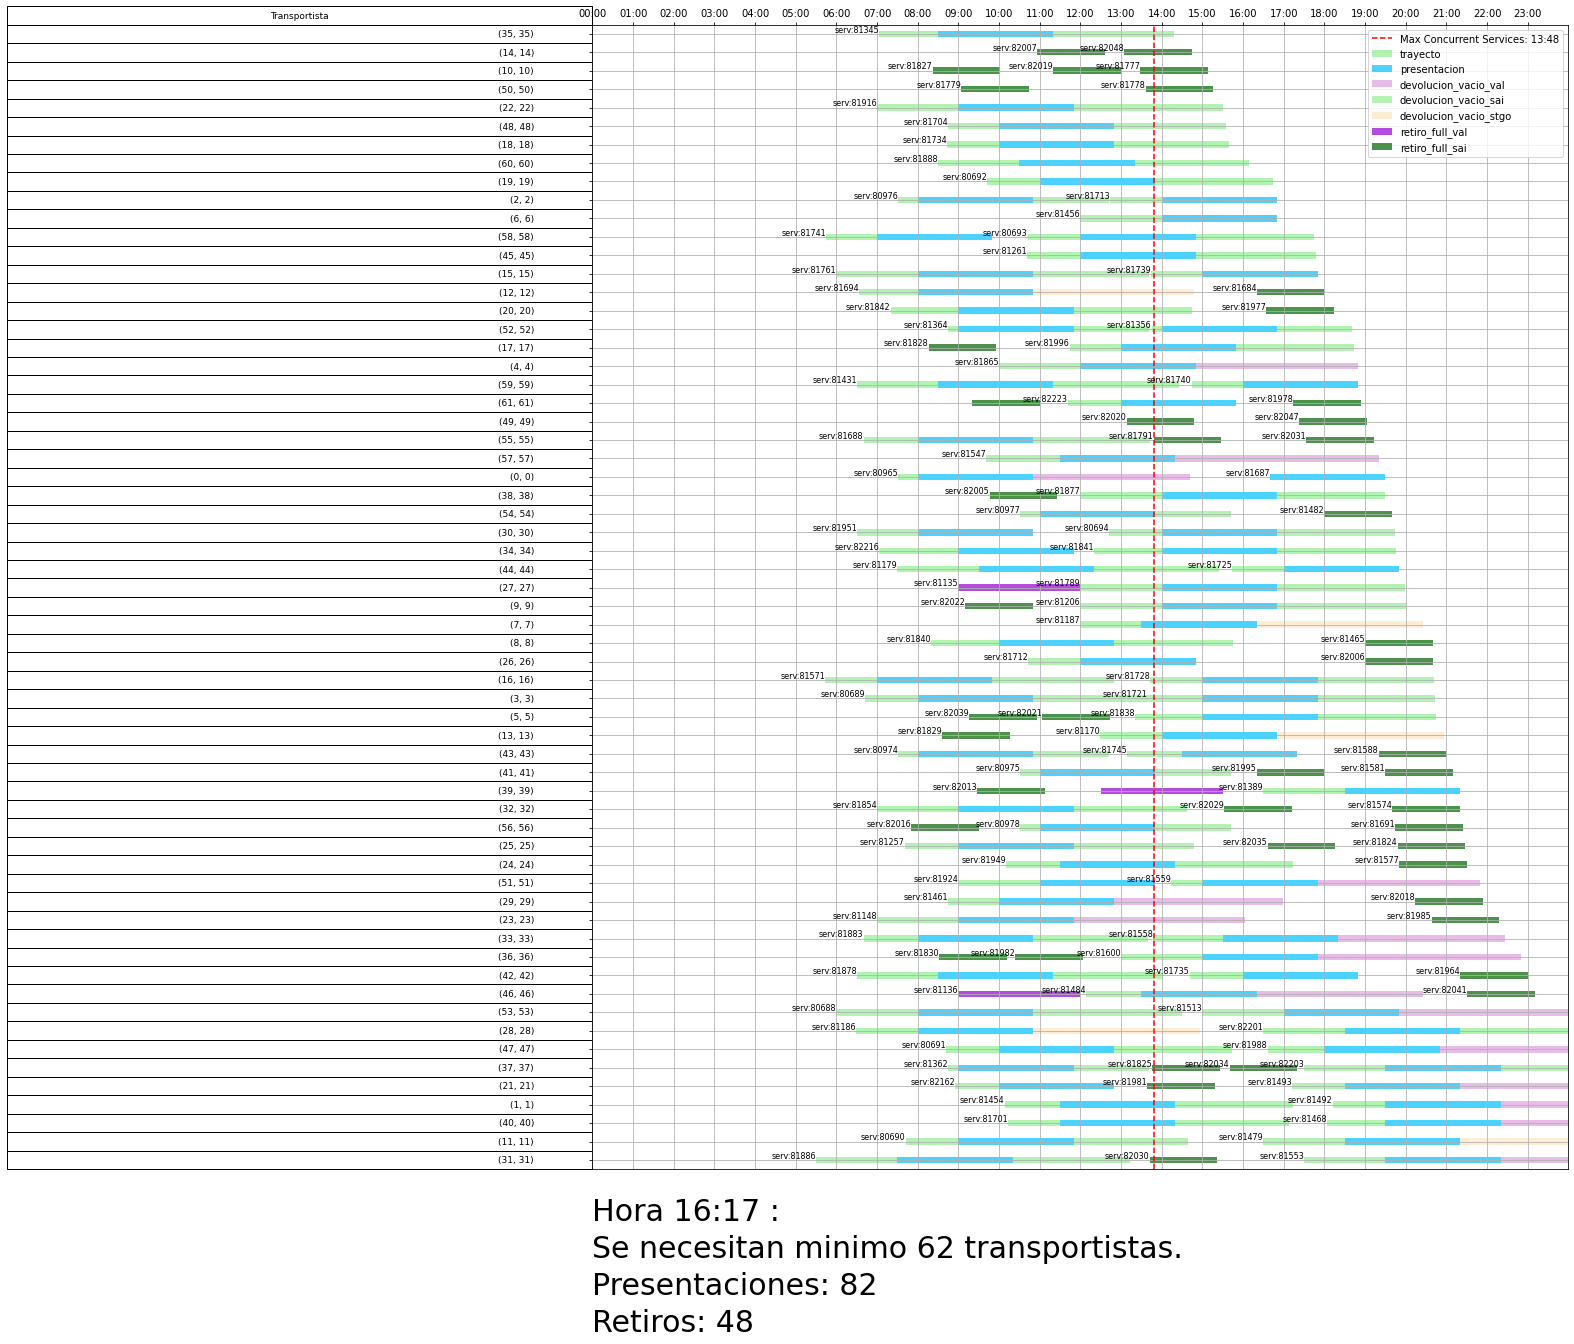 Transportista 00:00 01:00 02:00 03:00 04:00 05:00 06:00 07:00 08:00 09:00 10:00 11:00 12:00 13:00 14:00 15:00 16:00 17:00 18:00 19:00 20:00 21:00 22:00 23:00
Max Concurrent Services: 13:48
trayecto
presentacion
devolucion_vacio_val
devolucion_vacio_sai
devolucion_vacio_stgo
retiro_full_val
retiro_full_sai
(35, 35) serv:81345
(14, 14) serv:82007 serv:82048
(10, 10) serv:81827 serv:82019 serv:81777
(50, 50) serv:81779 serv:81778
(22, 22) serv:81916
(48, 48) serv:81704
(18, 18) serv:81734
(60, 60) serv:81888
(19, 19) serv:80692
(2, 2) serv:80976 serv:81713
(6, 6) serv:81456
(58, 58) serv:81741 serv:80693
(45, 45) serv:81261
(15, 15) serv:81761 serv:81739
(12, 12) serv:81694 serv:81684
(20, 20) serv:81842 serv:81977
(52, 52) serv:81364 serv:81356
(17, 17) serv:81828 serv:81996
(4, 4) serv:81865
(59, 59) serv:81431 serv:81740
(61, 61) serv:82223 serv:81978
(49, 49) serv:82020 serv:82047
(55, 55) serv:81688 serv:81791 serv:82031
(57, 57) serv:81547
(0, 0) serv:80965 serv:81687
(38, 38) serv:82005 serv:81877
(54, 54) serv:80977 serv:81482
(30, 30) serv:81951 serv:80694
(34, 34) serv:82216 serv:81841
(44, 44) serv:81179 serv:81725
(27, 27) serv:81135 serv:81789
(9, 9) serv:82022 serv:81206
(7, 7) serv:81187
(8, 8) serv:81840 serv:81465
(26, 26) serv:81712 serv:82006
(16, 16) serv:81571 serv:81728
(3, 3) serv:80689 serv:81721
(5, 5) serv:82039 serv:82021 serv:81838
(13, 13) serv:81829 serv:81170
(43, 43) serv:80974 serv:81745 serv:81588
(41, 41) serv:80975 serv:81995 serv:81581
(39, 39) serv:82013 serv:81389
(32, 32) serv:81854 serv:82029 serv:81574
(56, 56) serv:82016 serv:80978 serv:81691
(25, 25) serv:81257 serv:82035 serv:81824
(24, 24) serv:81949 serv:81577
(51, 51) serv:81924 serv:81559
(29, 29) serv:81461 serv:82018
(23, 23) serv:81148 serv:81985
(33, 33) serv:81883 serv:81558
(36, 36) serv:81830 serv:81982 serv:81600
(42, 42) serv:81878 serv:81735 serv:81964
(46, 46) serv:81136 serv:81484 serv:82041
(53, 53) serv:80688 serv:81513
(28, 28) serv:81186 serv:82201
(47, 47) serv:80691 serv:81988
(37, 37) serv:81362 serv:81825 serv:82034 serv:82203
(21, 21) serv:82162 serv:81981 serv:81493
(1, 1) serv:81454 serv:81492
(40, 40) serv:81701 serv:81468
(11, 11) serv:80690 serv:81479
(31, 31) serv:81886 serv:82030 serv:81553
Hora 16:17 :
Se necesitan minimo 62 transportistas.
Presentaciones: 82
Retiros: 48